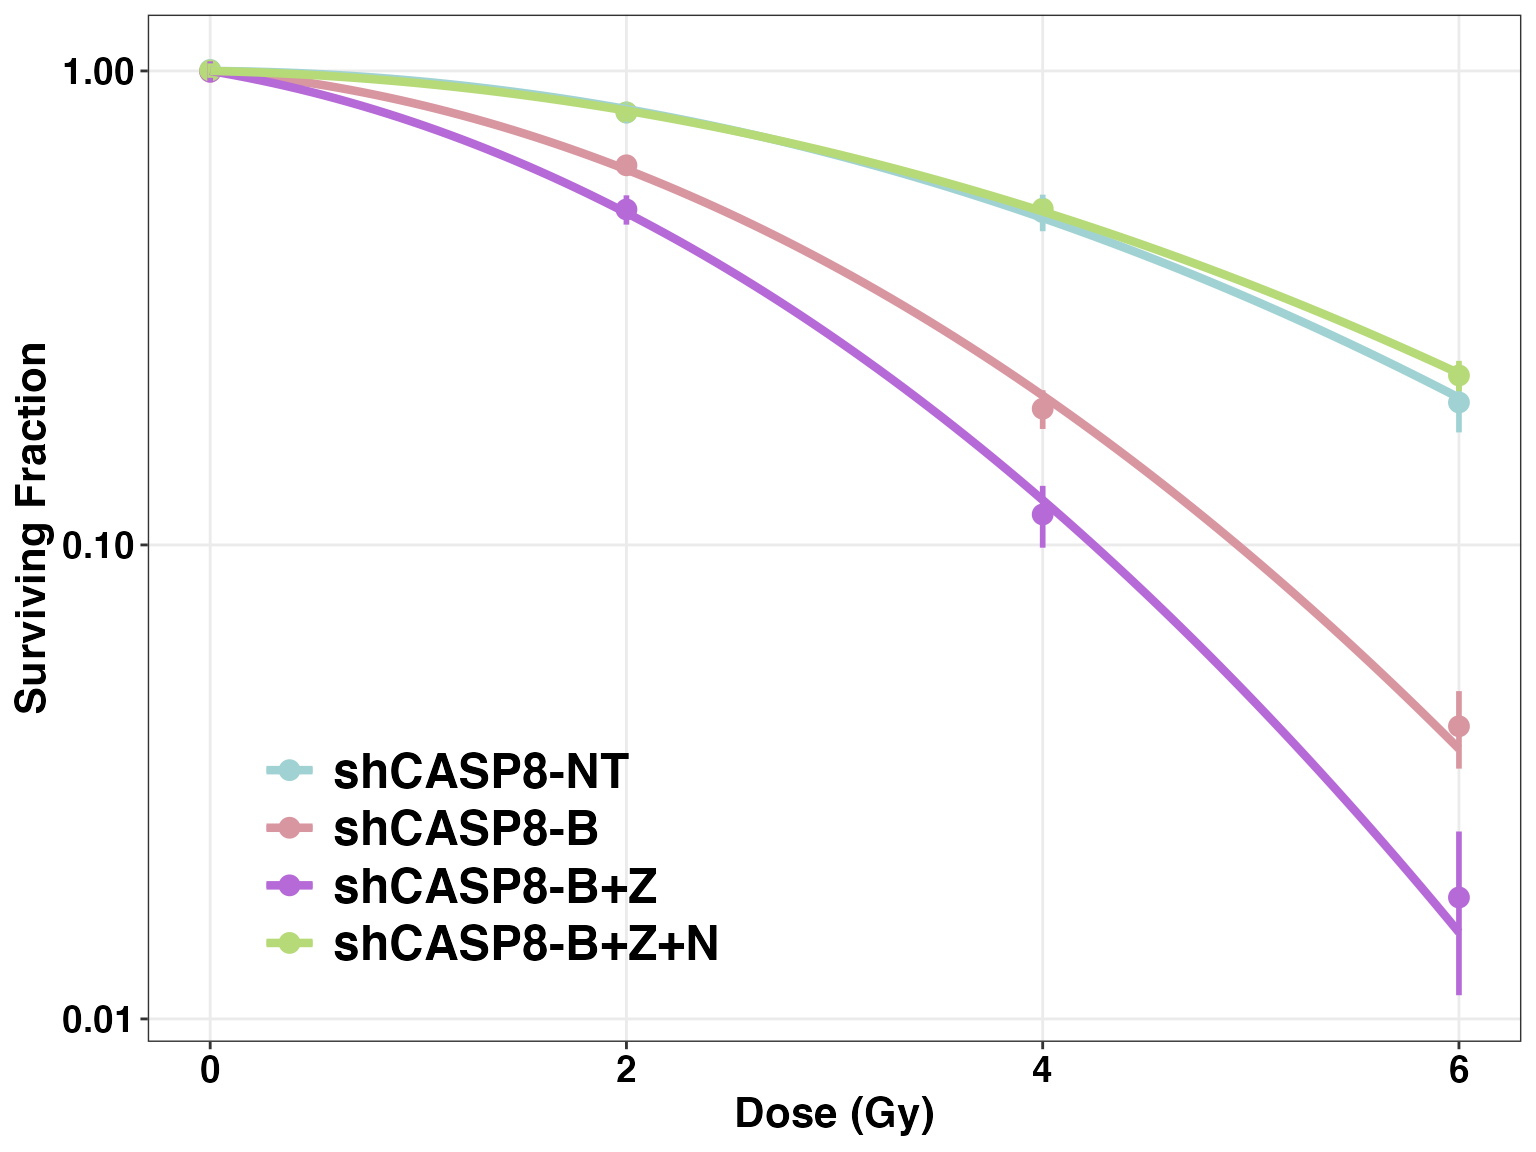 1.00
0.10
0.01
Surviving Fraction
shCASP8-NT
shCASP8-B
shCASP8-B+Z
shCASP8-B+Z+N
0 2 4 6
Dose (Gy)